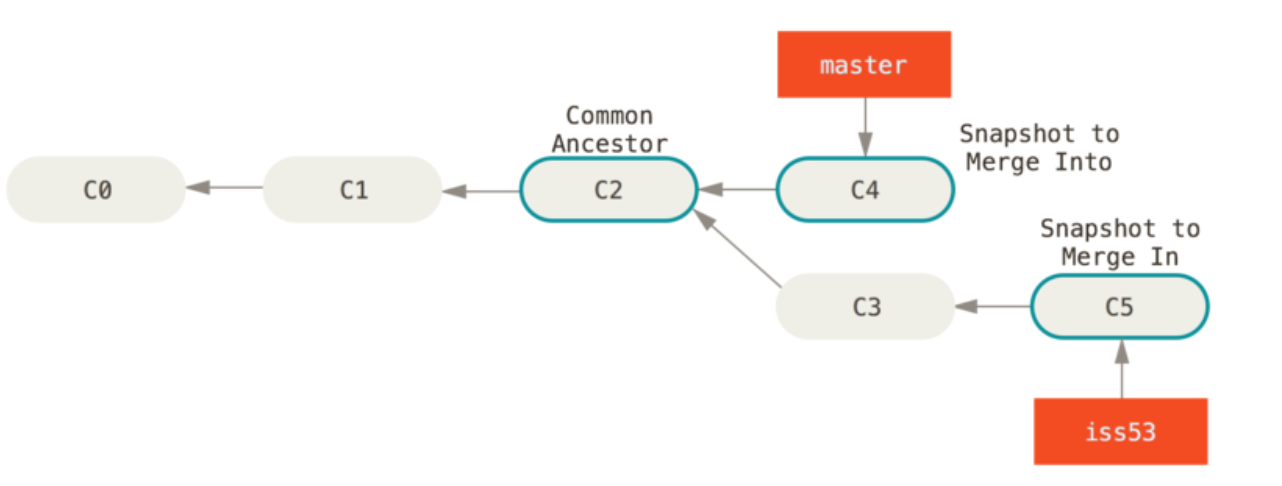 master
Common
Ancestor
Snapshot to
Merge Into
C0
C1
C2
C4
Snapshot to
Merge In
C3
C5
iss53